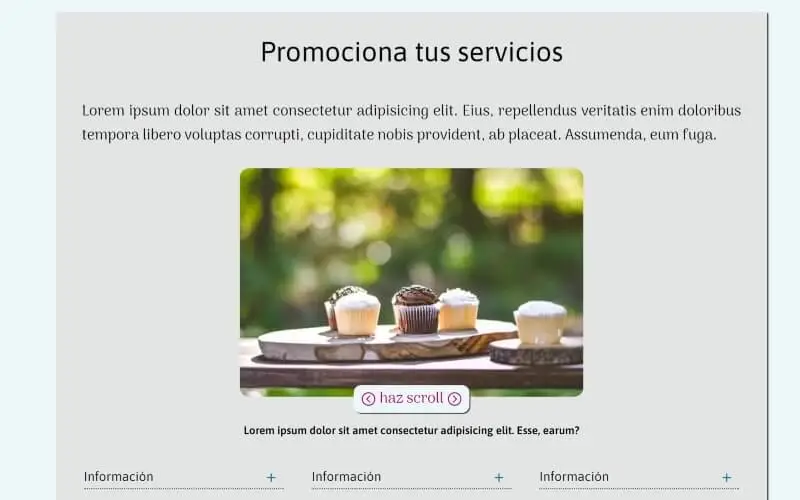 Promociona tus servicios
Lorem ipsum dolor sit amet consectetur adipisicing elit. Eius, repellendus veritatis enim doloribus
tempora libero voluptas corrupti, cupiditate nobis provident, ab placeat. Assumenda, eum fuga.
haz scroll
Lorem ipsum dolor sit amet consectetur adipisicing elit. Esse, earum?
Información + Información + Información +